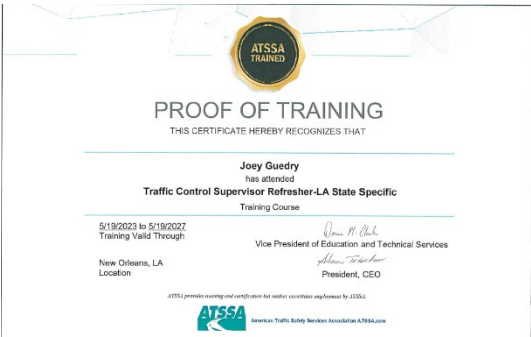 ATSSA
TRAINED
PROOF OF TRAINING
THIS CERTIFICATE HEREBY RECOGNIZES THAT
Joey Guedry
has attended
Traffic Control Supervisor Refresher-LA State Specific
Training Course
5/19/2023 to 5/19/2027
Training Valid Through
Vice President of Education and Technical Services
New Orleans, LA
Location
President, CEO
ATSSA provides training and certification but neither constitutes employment by ATSSA.
ATSSA
American Traffic Safety Services Association ATSSA.com